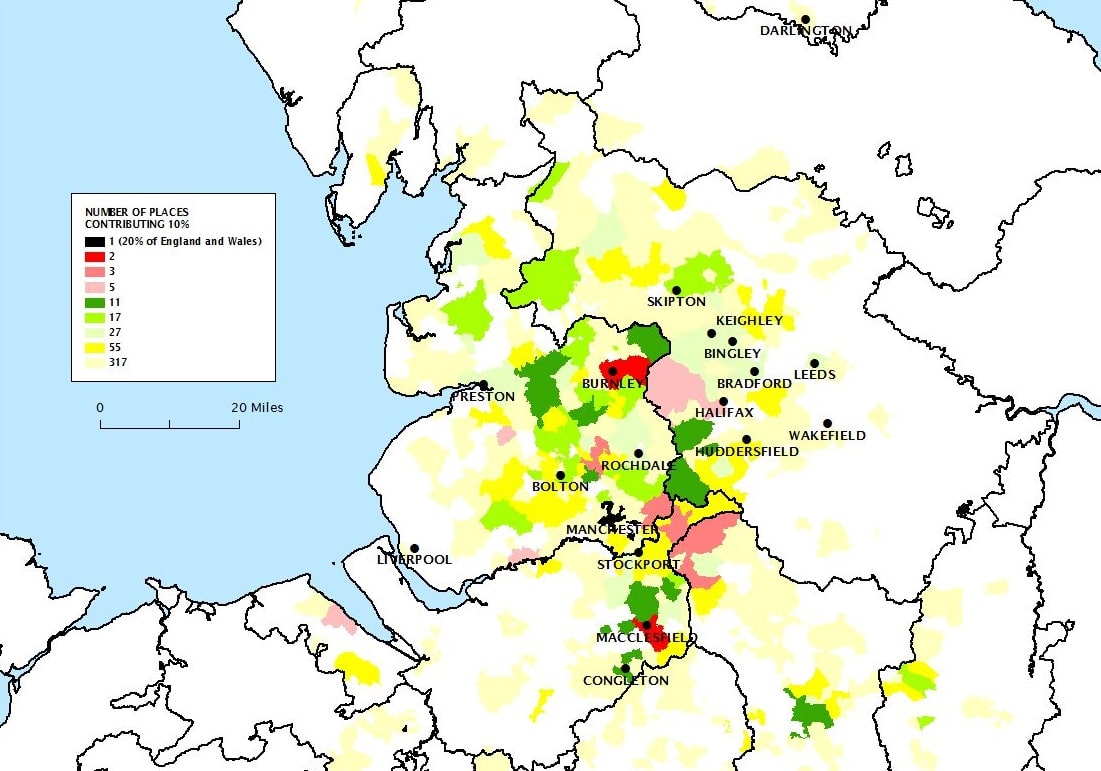 DARLINGTON
NUMBER OF PLACES
CONTRIBUTING 10%
1 (20% of England and Wales)
2
3
5
11
17
27
55
317
0 20 Miles
SKIPTON
KEIGHLEY
BINGLEY
LEEDS
BURNLEY
BRADFORD
PRESTON
HALIFAX
WAKEFIELD
HUDDERSFIELD
ROCHDALE
BOLTON
MANCHESTER
LIVERPOOL
STOCKPORT
MACCLESFIELD
CONGLETON